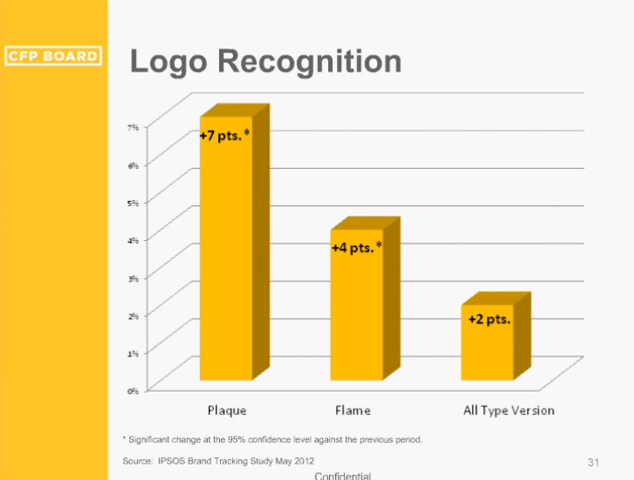 CFP BOARD
Logo Recognition
7%
6%
5%
4%
3%
2%
1%
0%
+7 pts.*
+4 pts.*
+2 pts.
Plaque Flame All Type Version
* Significant change at the 95% confidence level against the previous period.
Source: IPSOS Brand Tracking Study May 2012
31
Confidential